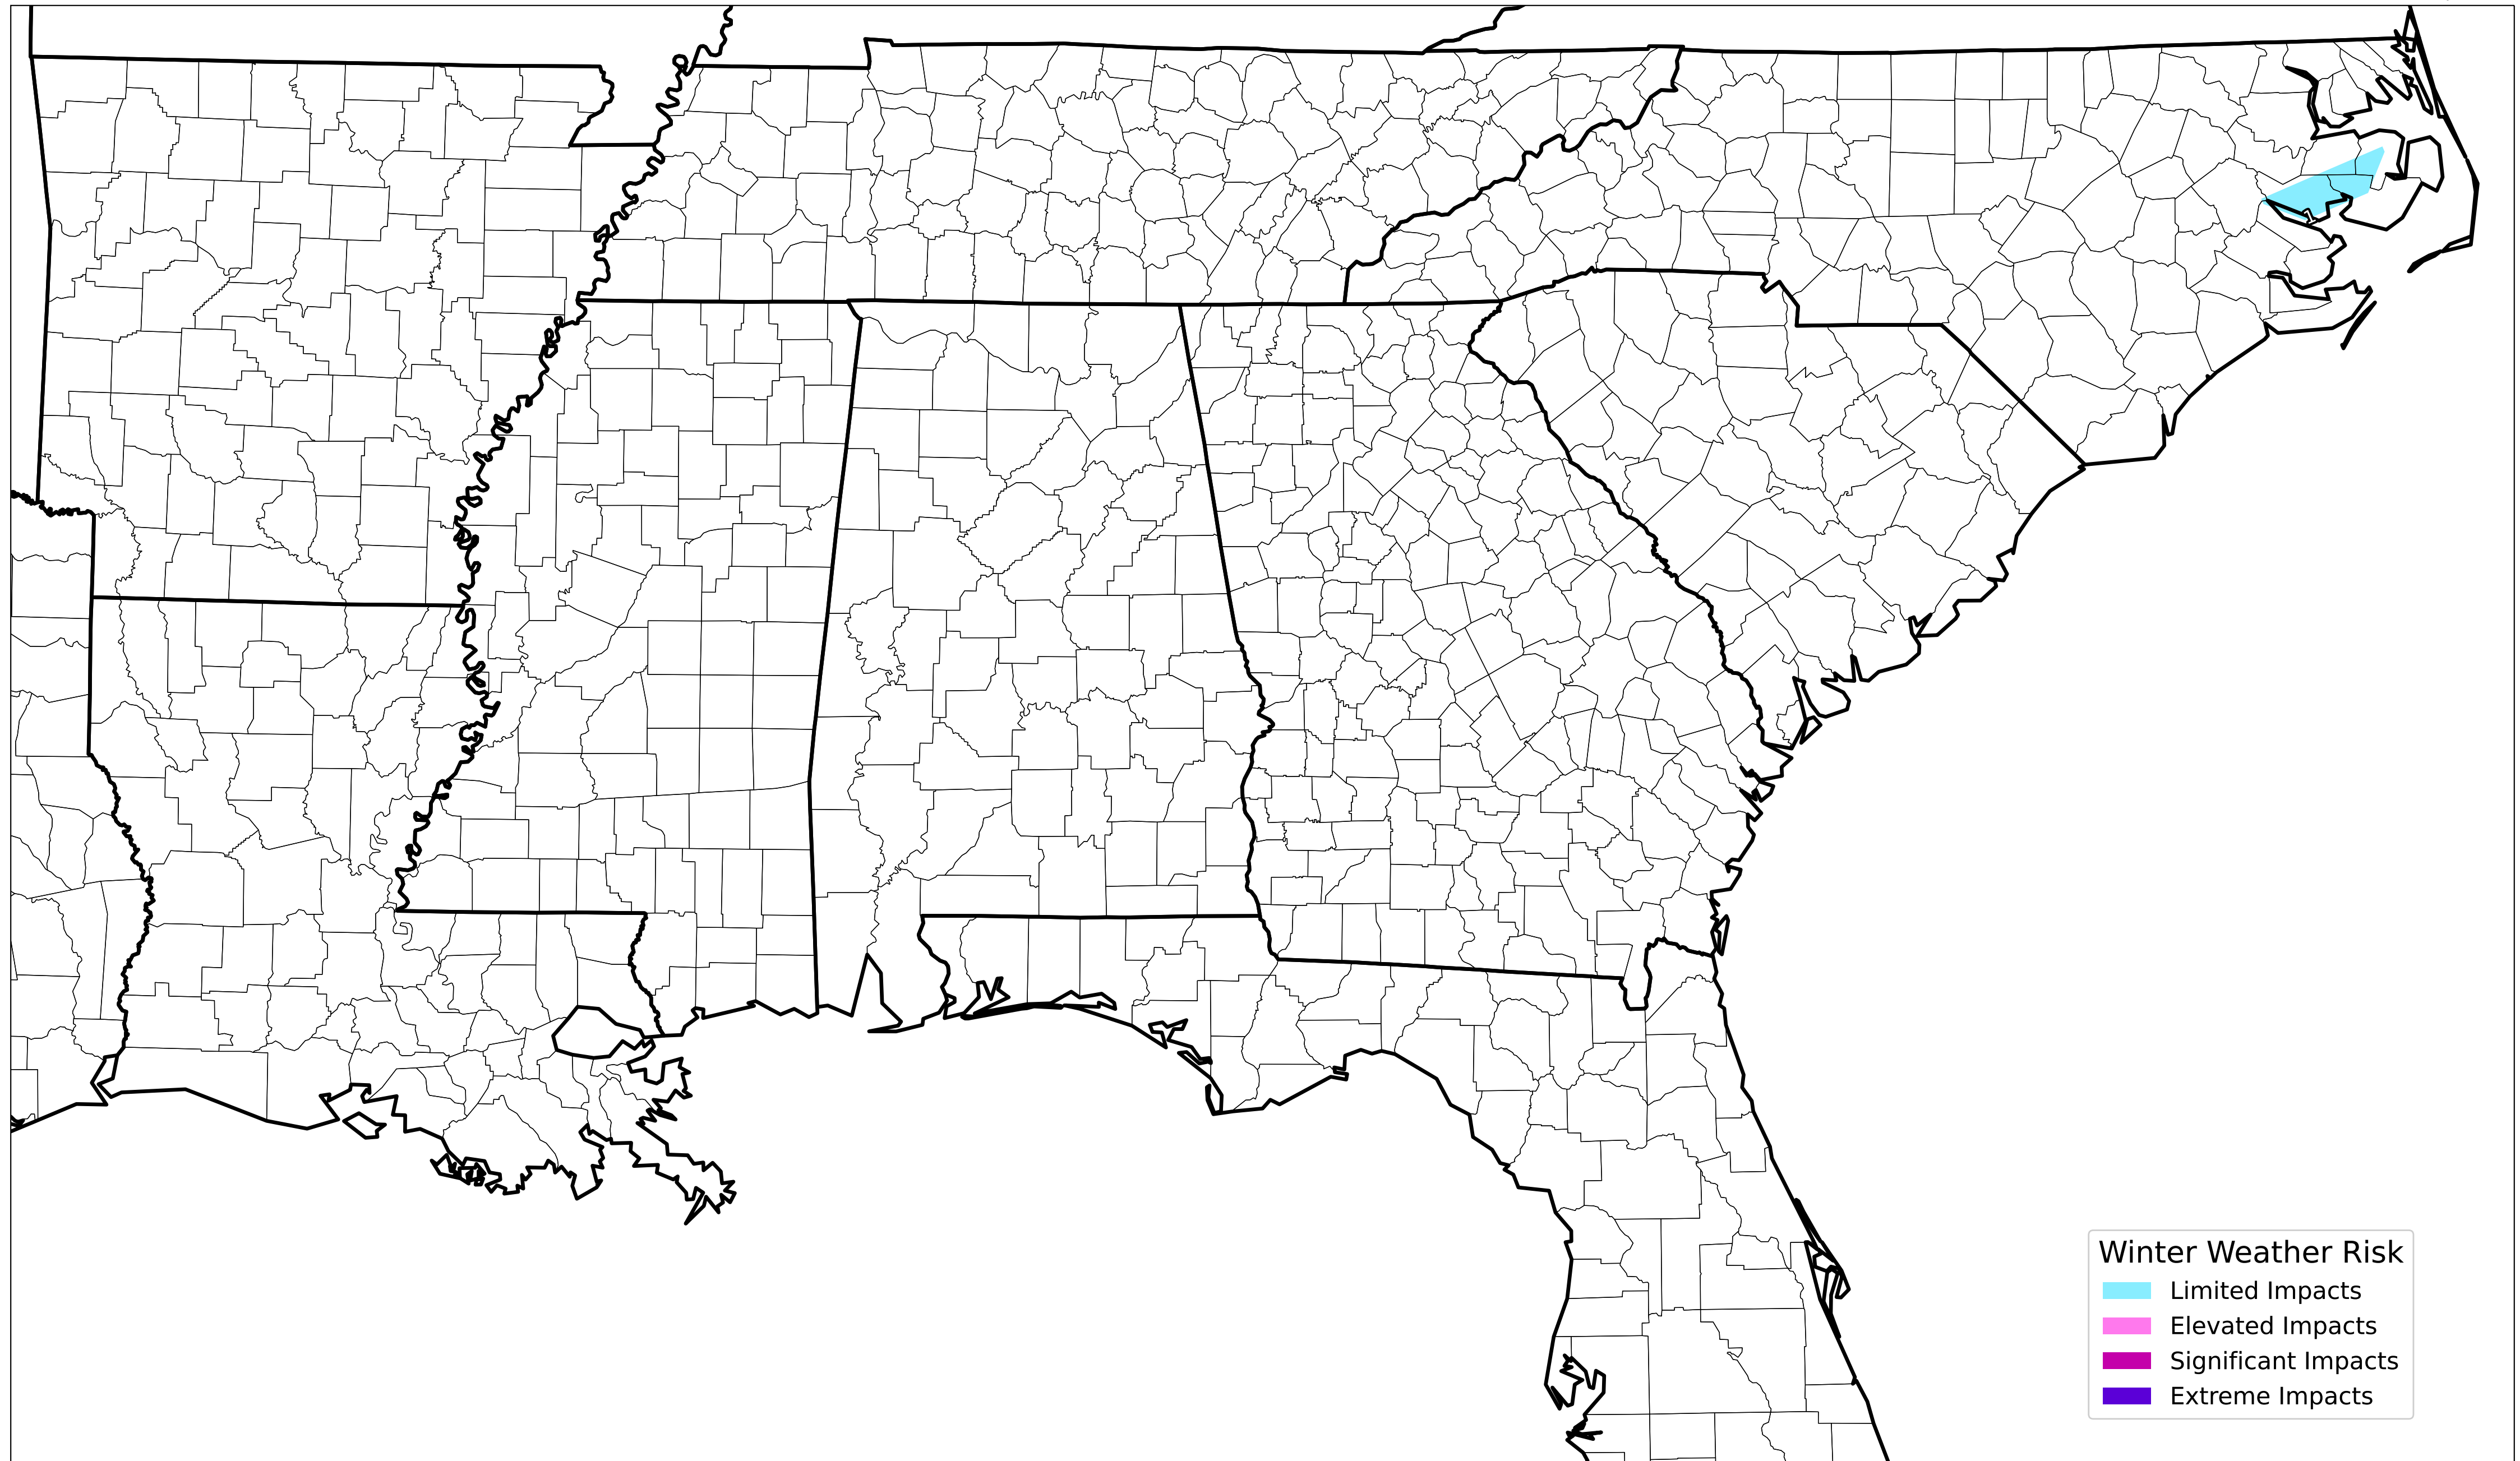 Winter Weather Risk
Limited Impacts
Elevated Impacts
Significant Impacts
Extreme Impacts